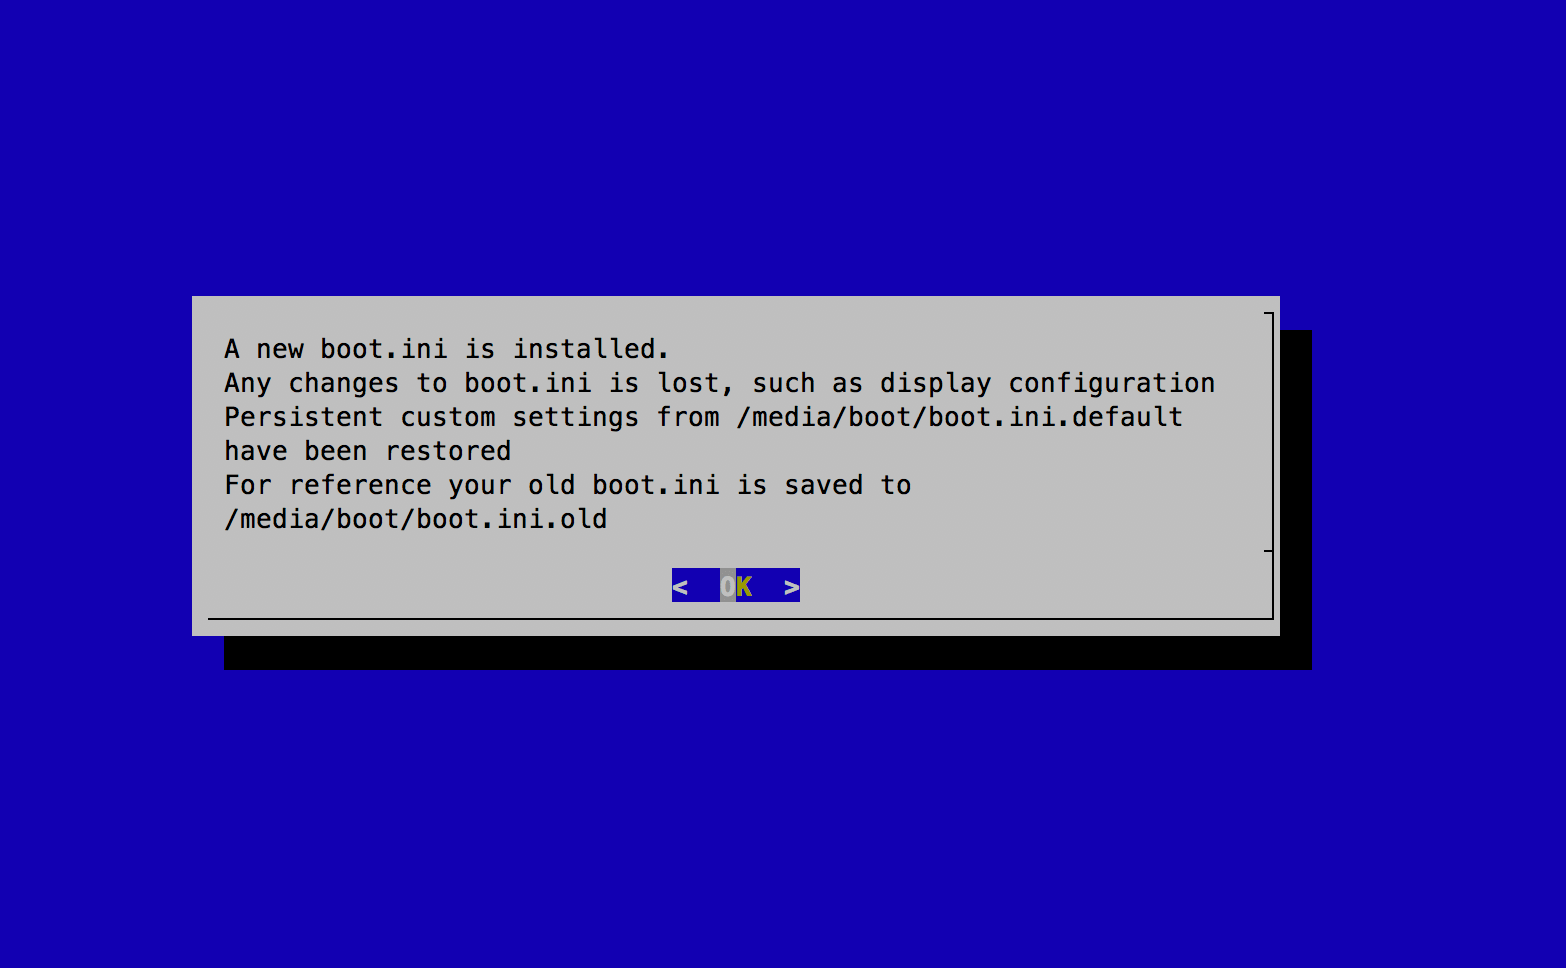 A new boot.ini is installed.
Any changes to boot.ini is lost, such as display configuration
Persistent custom settings from /media/boot/boot.ini.default
have been restored
For reference your old boot.ini is saved to
/media/boot/boot.ini.old
<  OK  >